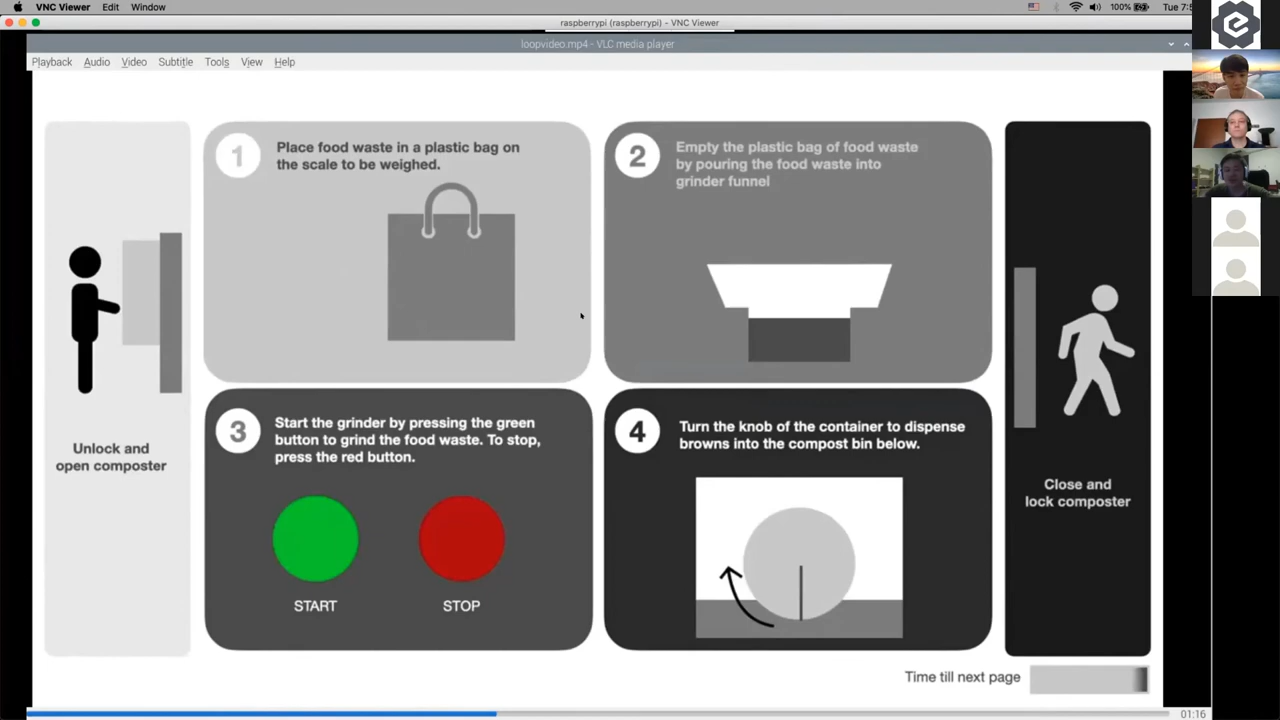 VNC Viewer Edit Window 100% Tue 7:5
raspberrypi (raspberrypi) - VNC Viewer
loopvideo.mp4 - VLC media player
Playback Audio Video Subtitle Tools View Help
1
Place food waste in a plastic bag on
the scale to be weighed.
2
Empty the plastic bag of food waste
by pouring the food waste into
grinder funnel
Unlock and
open composter
3
Start the grinder by pressing the green
button to grind the food waste. To stop,
press the red button.
START STOP
4
Turn the knob of the container to dispense
browns into the compost bin below.
Close and
lock composter
Time till next page
01:16